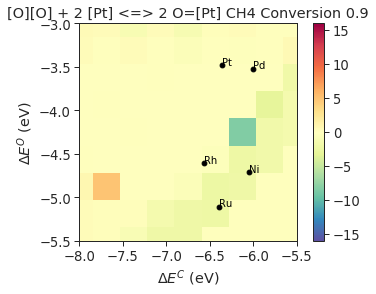 [O][O] + 2 [Pt] <=> 2 O=[Pt] CH4 Conversion 0.9
−3.0
−3.5
−4.0
−4.5
−5.0
−5.5
ΔE^O (eV)
Pt
Pd
Rh
Ni
Ru
−8.0 −7.5 −7.0 −6.5 −6.0 −5.5
ΔE^C (eV)
15
10
5
0
−5
−10
−15